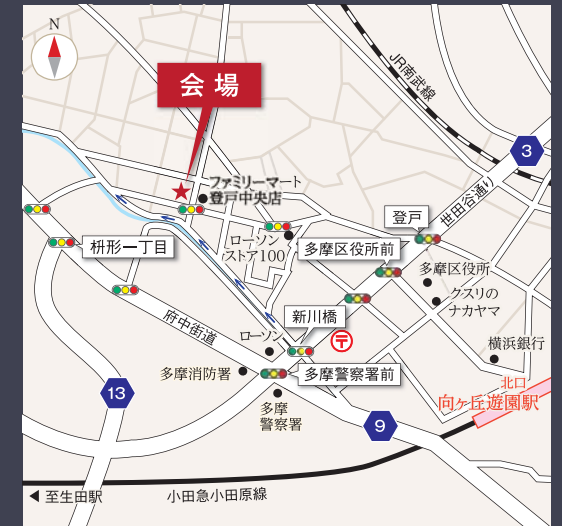 N
会場
JR南武線
3
ファミリーマート
登戸中央店
世田谷通り
登戸
ローソン
ストア100
多摩区役所前
枡形一丁目
多摩区役所
クスリの
ナカヤマ
新川橋
府中街道
ローソン
〒
横浜銀行
多摩消防署
多摩警察署前
北口
向ヶ丘遊園駅
13
多摩
警察署
9
至生田駅
小田急小田原線